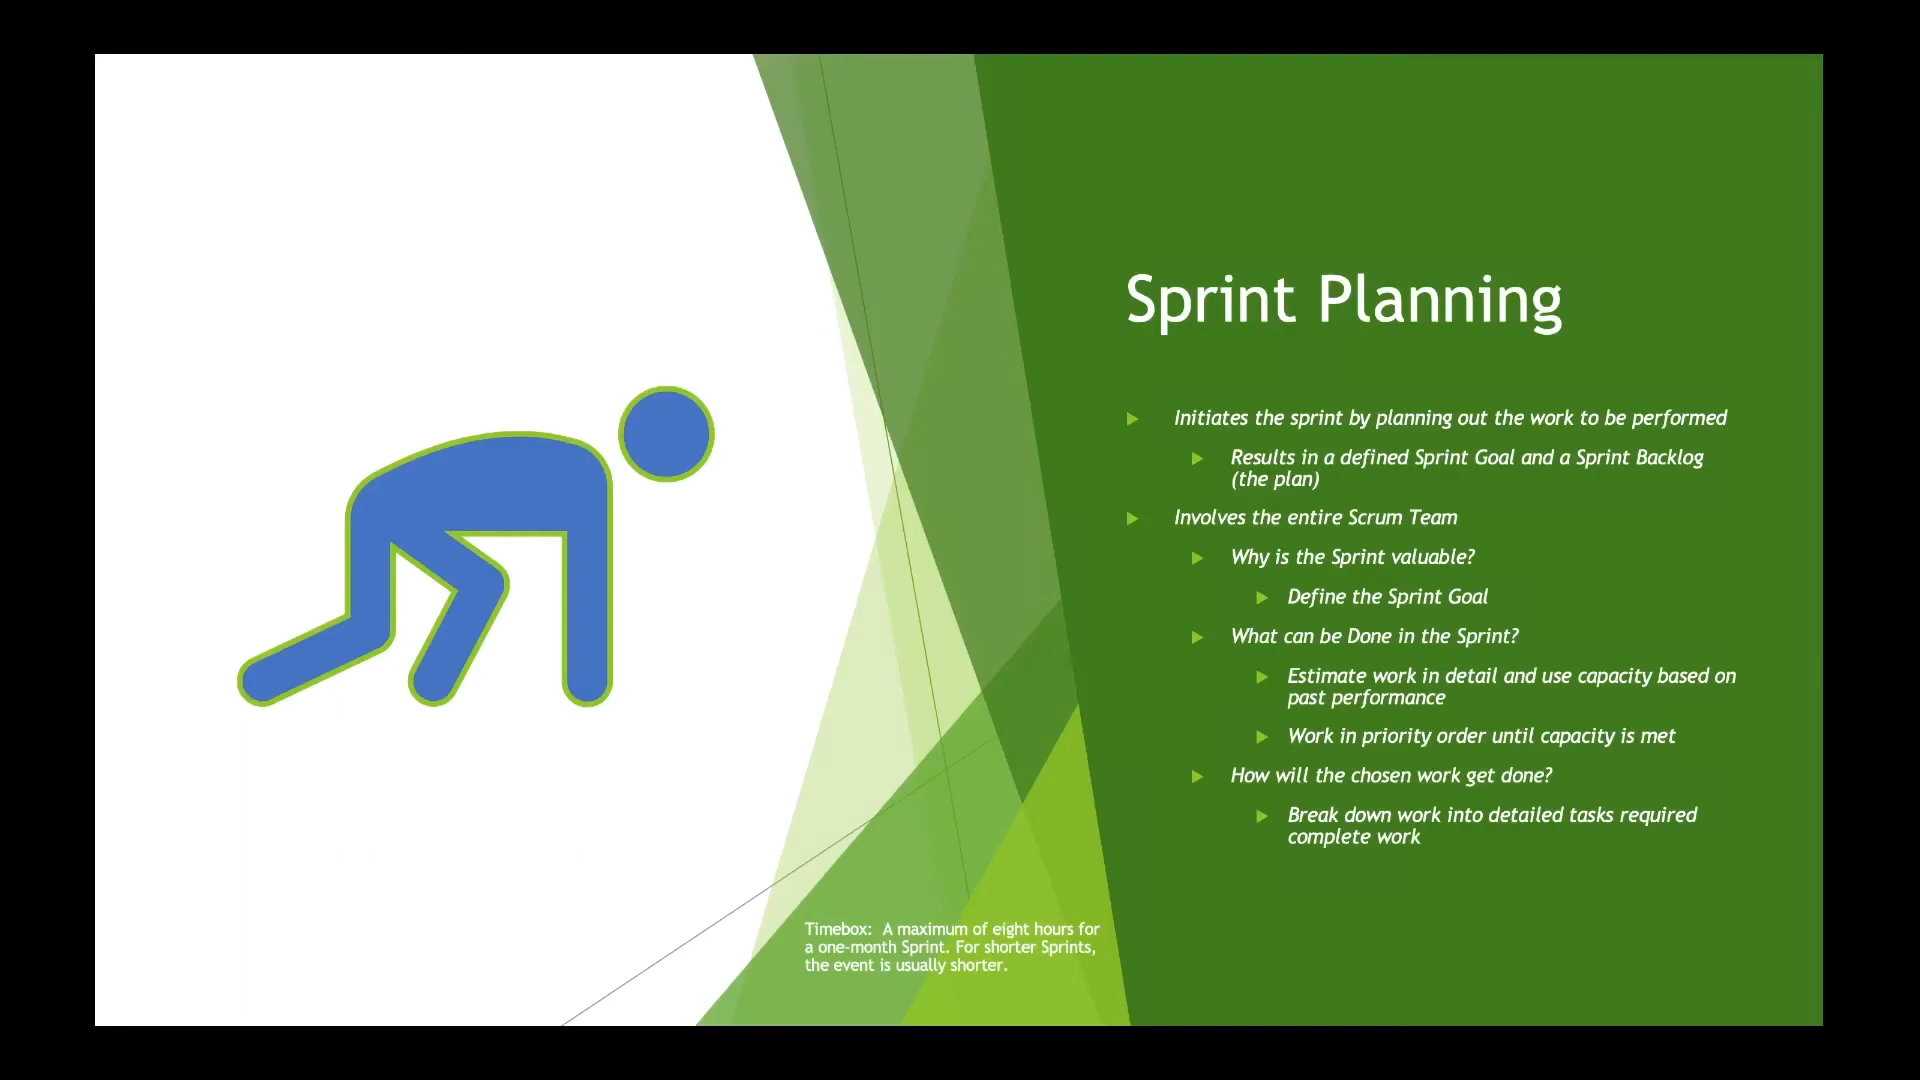 Sprint Planning
Initiates the sprint by planning out the work to be performed
Results in a defined Sprint Goal and a Sprint Backlog
(the plan)
Involves the entire Scrum Team
Why is the Sprint valuable?
Define the Sprint Goal
What can be Done in the Sprint?
Estimate work in detail and use capacity based on
past performance
Work in priority order until capacity is met
How will the chosen work get done?
Break down work into detailed tasks required
complete work
Timebox:  A maximum of eight hours for
a one-month Sprint. For shorter Sprints,
the event is usually shorter.